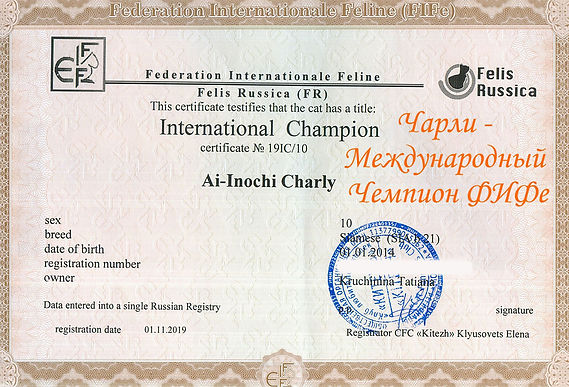 Federation Internationale Feline (FIFe)
Federation Internationale Feline
Felis Russica (FR)
Felis
Russica
This certificate testifies that the cat has a title:
International Champion
certificate № 19IC/10
Ai-Inochi Charly
Чарли -
Международный
Чемпион ФИФе
sex 10
breed Siamese
date of birth 01.01.2014
registration number
owner Kruchinina Tatiana
Data entered into a single Russian Registry
signature
registration date 01.11.2019
Registrator CFC «Kitezh» Klyusovets Elena